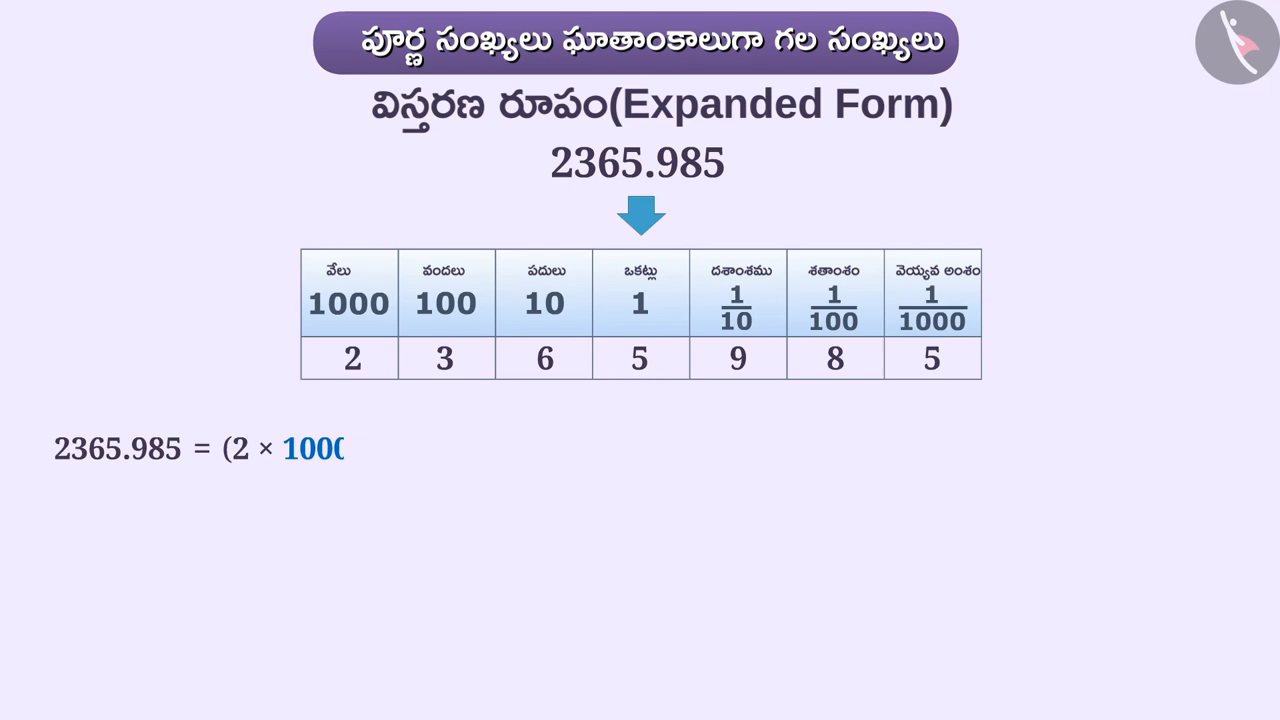 పూర్ణ సంఖ్యలు ఘాతాంకాలుగా గల సంఖ్యలు
విస్తరణ రూపం(Expanded Form)
2365.985
వేలు వందలు పదులు ఒకట్లు దశాంశము శతాంశం వెయ్యవ అంశం
1000 100 10 1 1/10 1/100 1/1000
2 3 6 5 9 8 5
2365.985 = (2 × 1000